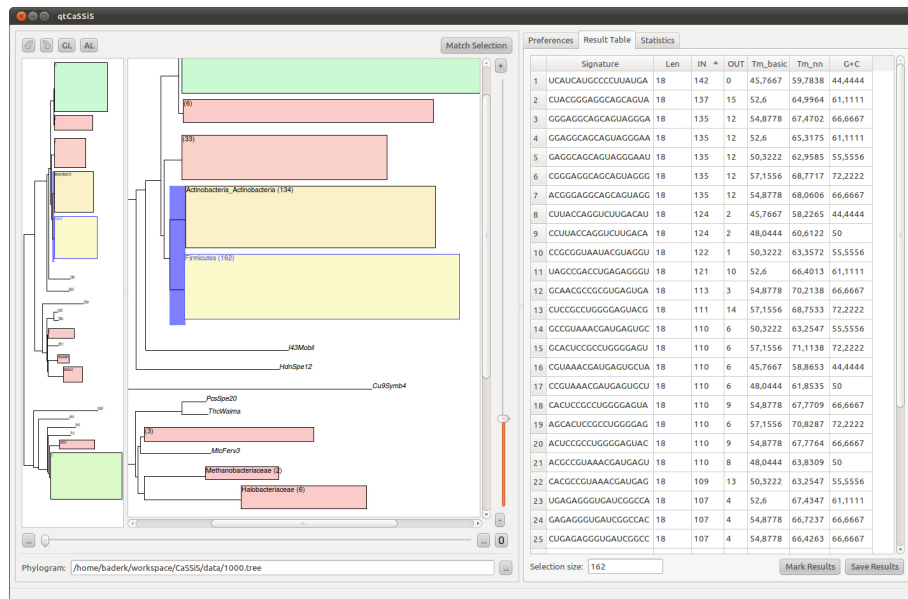 qtCaSSiS
GL AL Match Selection
Preferences Result Table Statistics
(6)
(33)
Actinobacteria_Actinobacteria (134)
Firmicutes (162)
I43Mobil
HdnSpe12
Cu9Symb4
PcsSpe20
ThcWaima
(3)
MtcFerv3
Methanobacteriaceae (2)
Halobacteriaceae (6)
+
-
... ... 0
Phylogram: /home/baderk/workspace/CaSSiS/data/1000.tree ...
Signature Len IN OUT Tm_basic Tm_nn G+C
1 UCAUCAUGCCCCUUAUGA 18 142 0 45,7667 59,7838 44,4444
2 CUACGGGAGGCAGCAGUA 18 137 15 52,6 64,9964 61,1111
3 GGGAGGCAGCAGUAGGGA 18 135 12 54,8778 67,4702 66,6667
4 GGAGGCAGCAGUAGGGAA 18 135 12 52,6 65,3175 61,1111
5 GAGGCAGCAGUAGGGAAU 18 135 12 50,3222 62,9585 55,5556
6 CGGGAGGCAGCAGUAGGG 18 135 12 57,1556 68,7717 72,2222
7 ACGGGAGGCAGCAGUAGG 18 135 12 54,8778 68,0606 66,6667
8 CUUACCAGGUCUUGACAU 18 124 2 45,7667 58,2265 44,4444
9 CCUUACCAGGUCUUGACA 18 124 2 48,0444 60,6122 50
10 CCGCGGUAAUACGUAGGU 18 122 1 50,3222 63,3572 55,5556
11 UAGCCGACCUGAGAGGGU 18 121 10 52,6 66,4013 61,1111
12 GCAACGCCGCGUGAGUGA 18 113 3 54,8778 70,2138 66,6667
13 CUCCGCCUGGGGAGUACG 18 111 14 57,1556 68,7533 72,2222
14 GCCGUAAACGAUGAGUGC 18 110 6 50,3222 63,2547 55,5556
15 GCACUCCGCCUGGGGAGU 18 110 6 57,1556 71,1138 72,2222
16 CGUAAACGAUGAGUGCUA 18 110 6 45,7667 58,8653 44,4444
17 CCGUAAACGAUGAGUGCU 18 110 6 48,0444 61,8535 50
18 CACUCCGCCUGGGGAGUA 18 110 9 54,8778 67,7709 66,6667
19 AGCACUCCGCCUGGGGAG 18 110 6 57,1556 70,8287 72,2222
20 ACUCCGCCUGGGGAGUAC 18 110 9 54,8778 67,7764 66,6667
21 ACGCCGUAAACGAUGAGU 18 110 8 48,0444 63,8309 50
22 CACGCCGUAAACGAUGAG 18 109 13 50,3222 63,2547 55,5556
23 UGAGAGGGUGAUCGGCCA 18 107 4 52,6 67,4347 61,1111
24 GAGAGGGUGAUCGGCCAC 18 107 4 54,8778 66,7237 66,6667
25 CUGAGAGGGUGAUCGGCC 18 107 4 54,8778 66,4263 66,6667
Selection size: 162 Mark Results Save Results